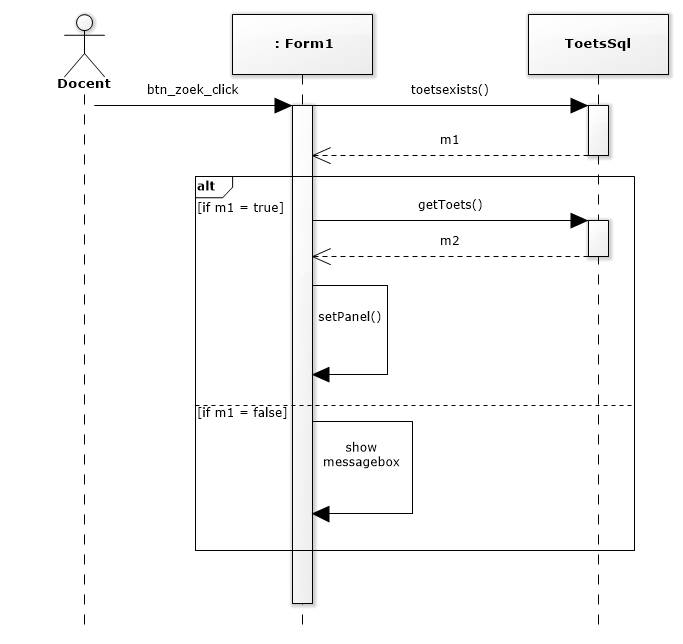 : Form1
ToetsSql
Docent
btn_zoek_click
toetsexists()
m1
alt
[if m1 = true]
getToets()
m2
setPanel()
[if m1 = false]
show
messagebox